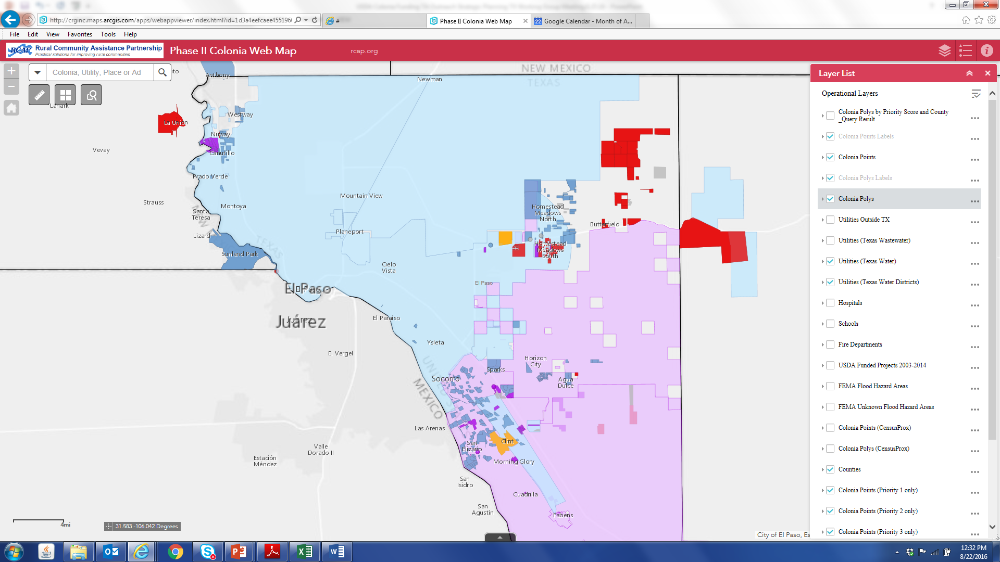 http://crginc.maps.arcgis.com/apps/webappviewer/index.html?id=1d3a4eefcaee455196
#
Phase II Colonia Web Map
Google Calendar - Month of A...
File Edit View Favorites Tools Help
RCAP Rural Community Assistance Partnership
Practical solutions for improving rural communities
Phase II Colonia Web Map
rcap.org
Colonia, Utility, Place or Ad
ito
Anthony
NEW MEXICO
TEXAS
Newman
Lanark
Westway
La Union
Nuway
Vevay
Canutillo
Prado Verde
Mountain View
Strauss
Montoya
Santa
Teresa
Homestead
Meadows
North
Butterfield
Planeport
Lizard
Homestead
Meadows
South
TEXAS
Sunland Park
Cielo
Vista
El Paso
El Paso
El Paso
Juárez
Juárez
El Paraiso
Ysleta
El Vergel
Horizon
City
Sparks
Socorro
Agua
Dulce
MEXICO
Las Arenas
San
Elizario
Clint
Valle
Dorado II
Estación
Méndez
Morning Glory
San
Isidro
Cuadrilla
San
Agustín
Fabens
4mi
31.583 -106.042 Degrees
City of El Paso, Es
Layer List
Operational Layers
Colonia Polys by Priority Score and County
_Query Result
Colonia Points Labels
Colonia Points
Colonia Polys Labels
Colonia Polys
Utilities Outside TX
Utilities (Texas Wastewater)
Utilities (Texas Water)
Utilities (Texas Water Districts)
Hospitals
Schools
Fire Departments
USDA Funded Projects 2003-2014
FEMA Flood Hazard Areas
FEMA Unknown Flood Hazard Areas
Colonia Points (CensusProx)
Colonia Polys (CensusProx)
Counties
Colonia Points (Priority 1 only)
Colonia Points (Priority 2 only)
Colonia Points (Priority 3 only)
12:32 PM
8/22/2016